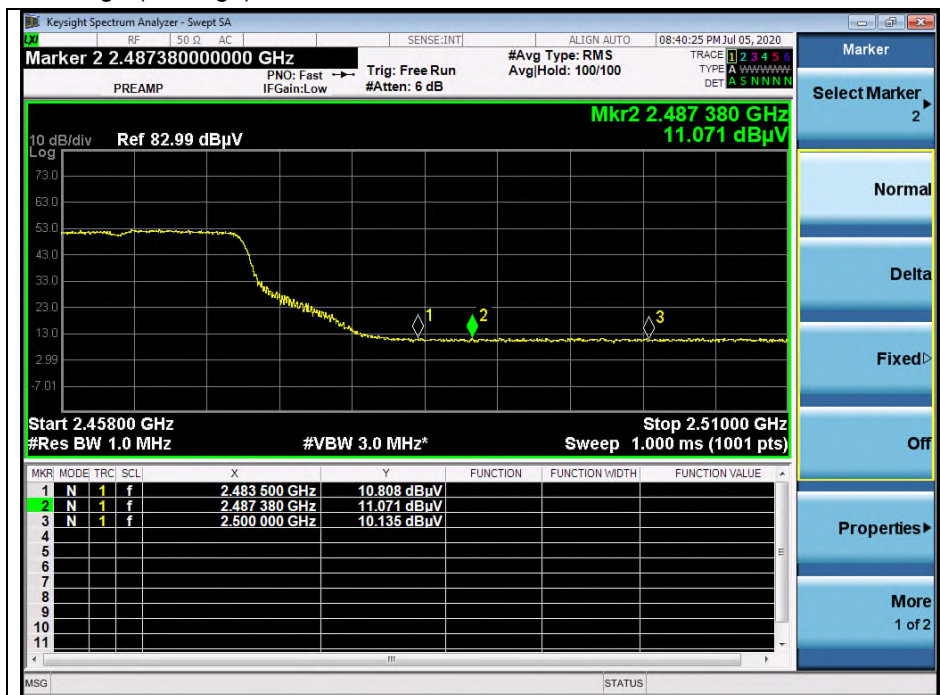 Keysight Spectrum Analyzer - Swept SA
LXI RF 50 Ω AC SENSE:INT ALIGN AUTO 08:40:25 PM Jul 05, 2020
Marker 2 2.487380000000 GHz
PREAMP
PNO: Fast
IFGain:Low
Trig: Free Run
#Atten: 6 dB
#Avg Type: RMS
Avg|Hold: 100/100
TRACE 1 2 3 4 5 6
TYPE A WWWWW
DET A S N N N N
Mkr2 2.487 380 GHz
11.071 dBµV
10 dB/div Ref 82.99 dBµV
Log
73.0
63.0
53.0
43.0
33.0
23.0
13.0
2.99
-7.01
1
2
3
Start 2.45800 GHz Stop 2.51000 GHz
#Res BW 1.0 MHz #VBW 3.0 MHz* Sweep 1.000 ms (1001 pts)
MKR MODE TRC SCL X Y FUNCTION FUNCTION WIDTH FUNCTION VALUE
1 N 1 f 2.483 500 GHz 10.808 dBµV
2 N 1 f 2.487 380 GHz 11.071 dBµV
3 N 1 f 2.500 000 GHz 10.135 dBµV
4
5
6
7
8
9
10
11
MSG STATUS
Marker
Select Marker
2
Normal
Delta
Fixed
Off
Properties
More
1 of 2